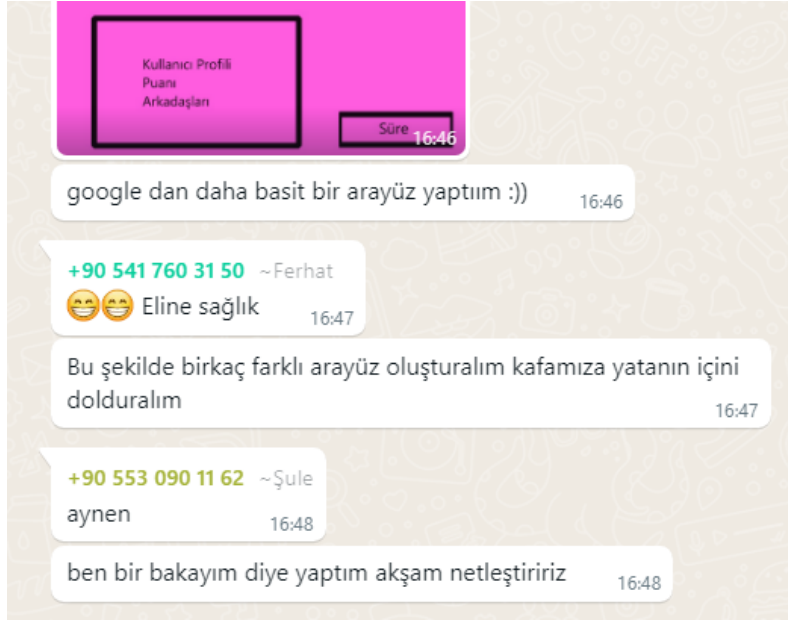 Kullanıcı Profili
Puanı
Arkadaşları
Süre
16:46
google dan daha basit bir arayüz yaptıım :))
16:46
+90 541 760 31 50 ~Ferhat
😁😁 Eline sağlık
16:47
Bu şekilde birkaç farklı arayüz oluşturalım kafamıza yatanın içini
dolduralım
16:47
+90 553 090 11 62 ~Şule
aynen
16:48
ben bir bakayım diye yaptım akşam netleştiririz
16:48